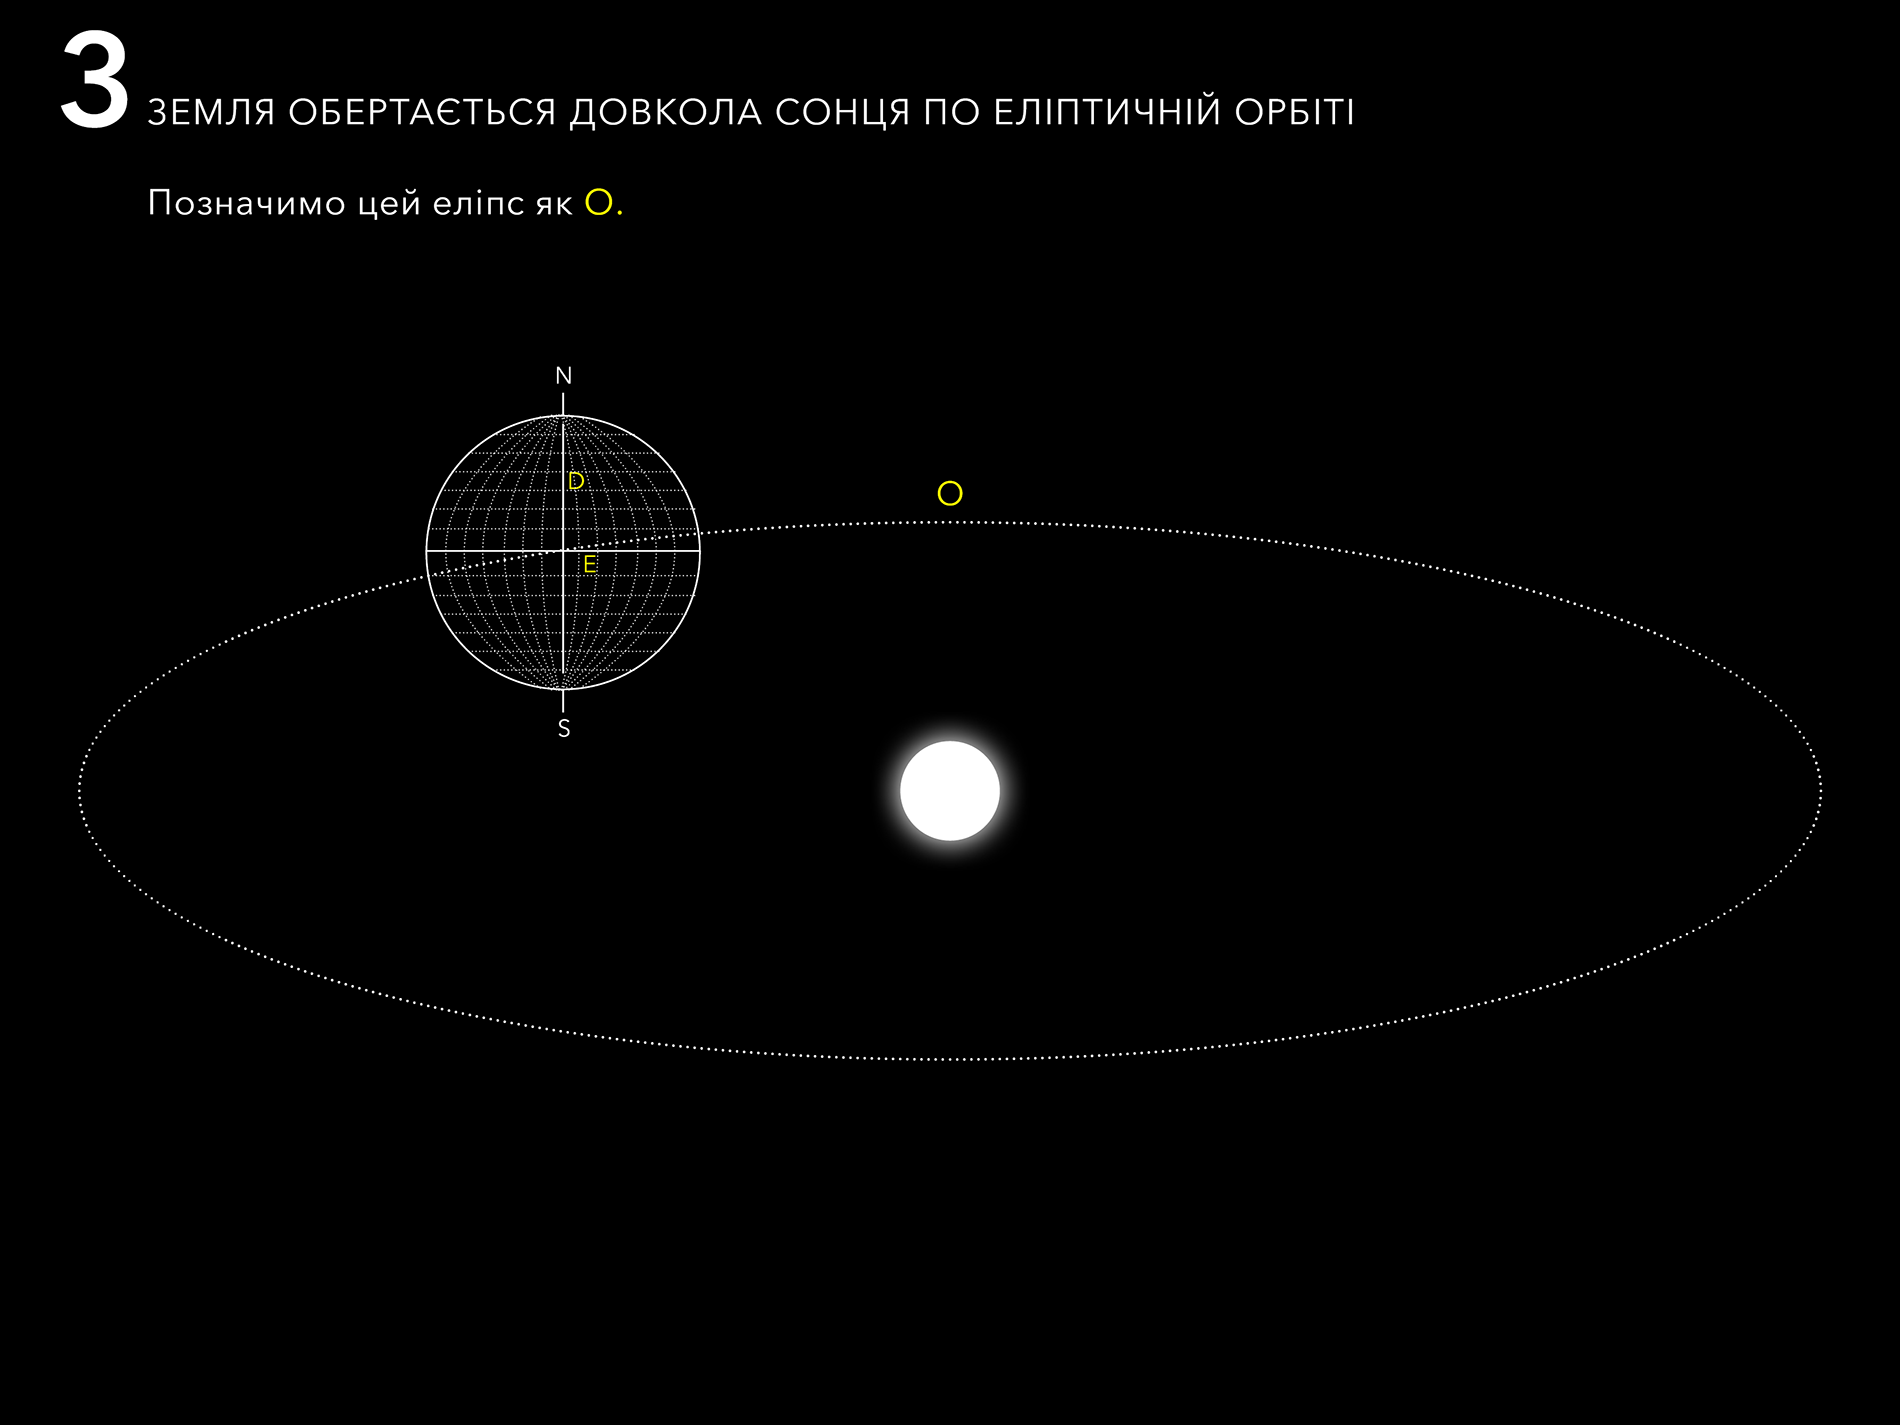 3 ЗЕМЛЯ ОБЕРТАЄТЬСЯ ДОВКОЛА СОНЦЯ ПО ЕЛІПТИЧНІЙ ОРБІТІ
Позначимо цей еліпс як O.
N
D
O
E
S